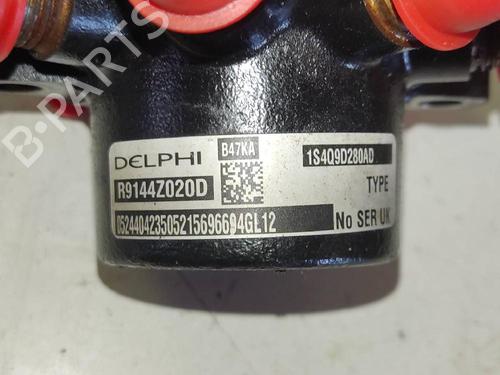 B-PARTS
DELPHI
B47KA
1S4Q9D280AD
R9144Z020D
TYPE
05244042350521569669​4GL12
No SER UK